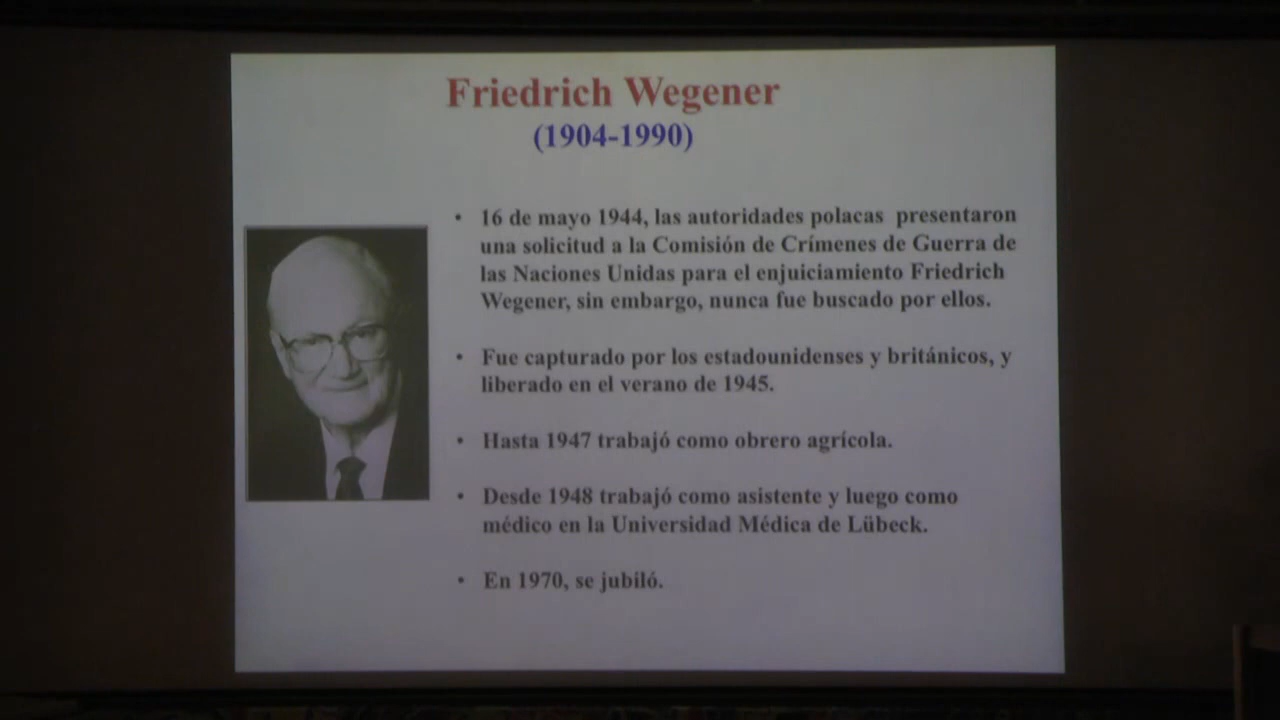 Friedrich Wegener
(1904-1990)
• 16 de mayo 1944, las autoridades polacas presentaron
una solicitud a la Comisión de Crímenes de Guerra de
las Naciones Unidas para el enjuiciamiento Friedrich
Wegener, sin embargo, nunca fue buscado por ellos.
• Fue capturado por los estadounidenses y británicos, y
liberado en el verano de 1945.
• Hasta 1947 trabajó como obrero agrícola.
• Desde 1948 trabajó como asistente y luego como
médico en la Universidad Médica de Lübeck.
• En 1970, se jubiló.